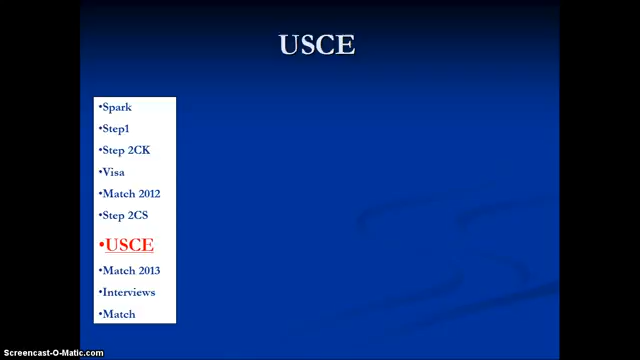 USCE
•Spark
•Step1
•Step 2CK
•Visa
•Match 2012
•Step 2CS
•USCE
•Match 2013
•Interviews
•Match
Screencast-O-Matic.com